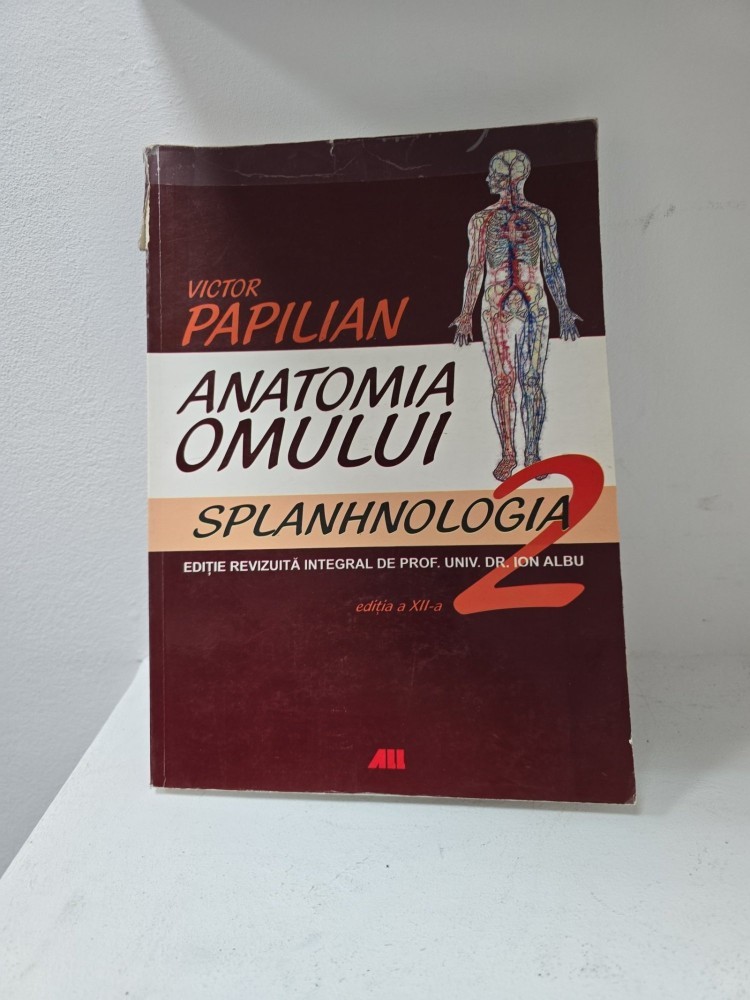 VICTOR
PAPILIAN
ANATOMIA
OMULUI
SPLANHNOLOGIA
2
EDIȚIE REVIZUITĂ INTEGRAL DE PROF. UNIV. DR. ION ALBU
ediția a XII-a
ALL